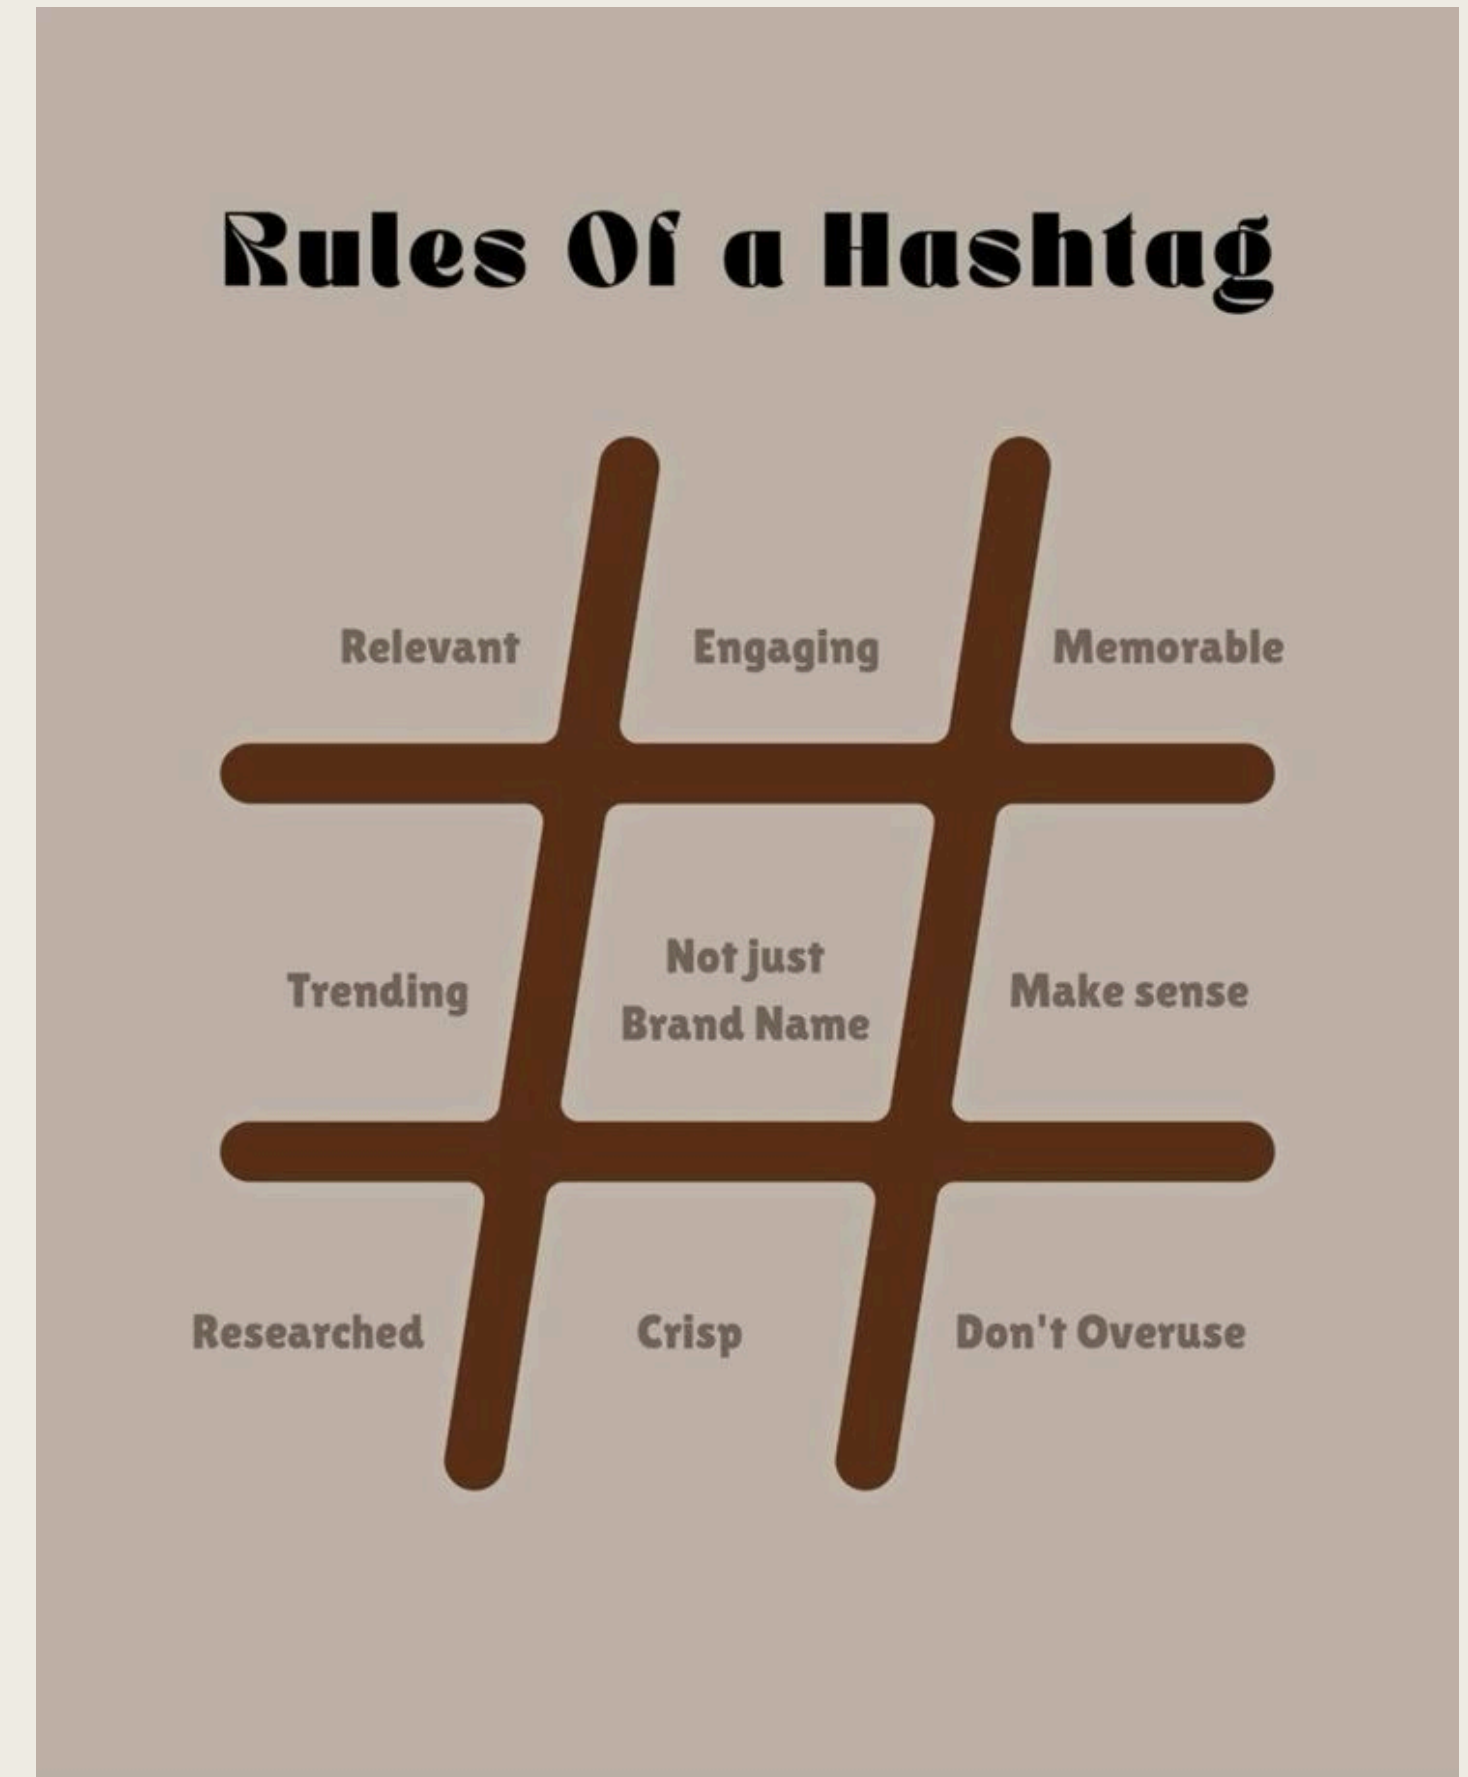 Rules Of a Hashtag
Relevant
Engaging
Memorable
Trending
Not just
Brand Name
Make sense
Researched
Crisp
Don't Overuse